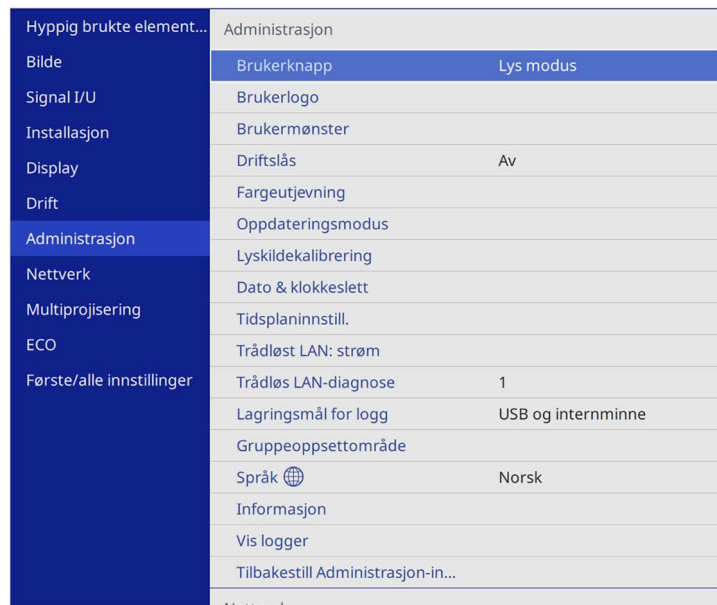 Hyppig brukte element...
Bilde
Signal I/U
Installasjon
Display
Drift
Administrasjon
Nettverk
Multiprojisering
ECO
Første/alle innstillinger
Administrasjon
Brukerknapp Lys modus
Brukerlogo
Brukermønster
Driftslås Av
Fargeutjevning
Oppdateringsmodus
Lyskildekalibrering
Dato & klokkeslett
Tidsplaninnstill.
Trådløst LAN: strøm
Trådløs LAN-diagnose 1
Lagringsmål for logg USB og internminne
Gruppeoppsettområde
Språk Norsk
Informasjon
Vis logger
Tilbakestill Administrasjon-in...